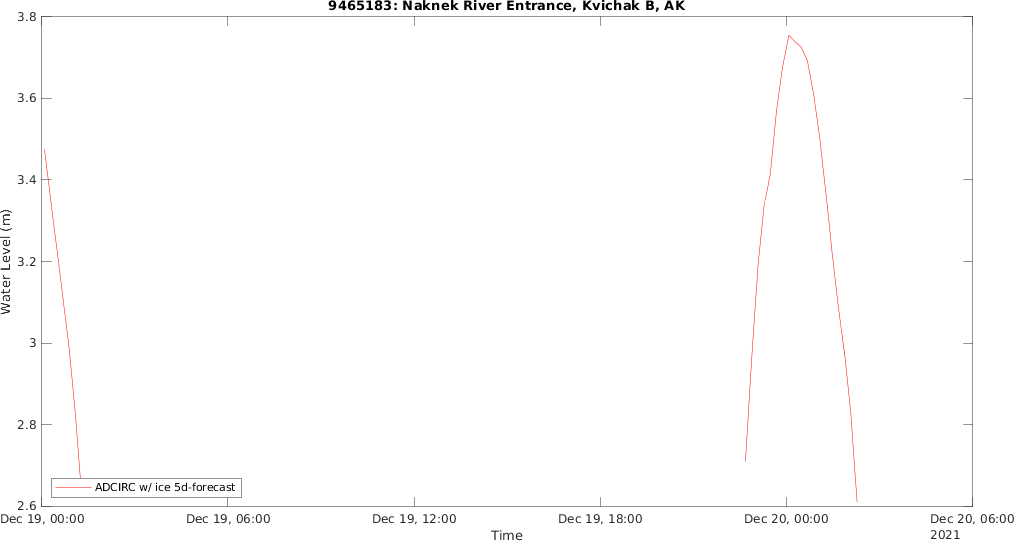 9465183: Naknek River Entrance, Kvichak B, AK
3.8
3.6
3.4
3.2
3
2.8
2.6
Water Level (m)
ADCIRC w/ ice 5d-forecast
Dec 19, 00:00
Dec 19, 06:00
Dec 19, 12:00
Dec 19, 18:00
Dec 20, 00:00
Dec 20, 06:00
2021
Time